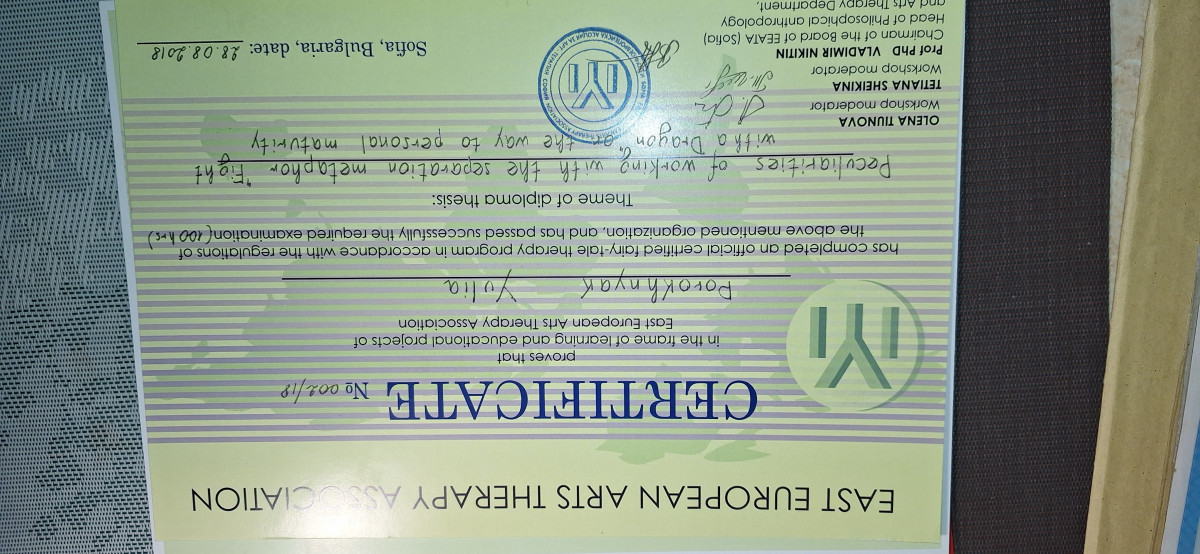 EAST EUROPEAN ARTS THERAPY ASSOCIATION
CERTIFICATE № 002/18
proves that
in the frame of learning and educational projects of
East European Arts Therapy Association
Porokhnyak Yulia
has completed an official certified fairy-tale therapy program in accordance with the regulations of
the above mentioned organization, and has passed successfully the required examination (100 hrs)
Theme of diploma thesis:
Peculiarities of working with the separation metaphor "Fight
with a Dragon" on the way to personal maturity
OLENA TIUNOVA
Workshop moderator
TETIANA SHEIKINA
Workshop moderator
Prof PhD VLADIMIR NIKITIN
Chairman of the Board of EEATA (Sofia)
Head of Philosophical anthropology
and Arts Therapy Department,
Sofia, Bulgaria, date: 28.08.2018